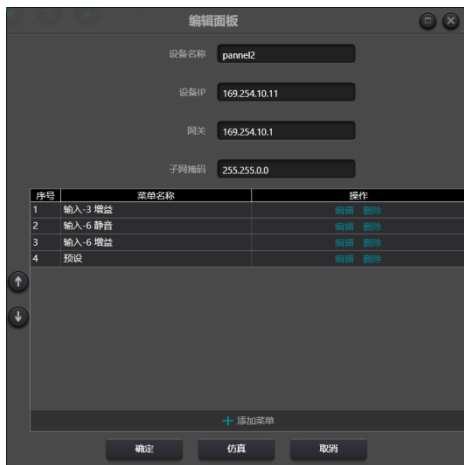 编辑面板
设备名称 pannel2
设备IP 169.254.10.11
网关 169.254.10.1
子网掩码 255.255.0.0
序号 菜单名称 操作
1 输入-3 增益 编辑 删除
2 输入-6 静音 编辑 删除
3 输入-6 增益 编辑 删除
4 预设 编辑 删除
添加菜单
确定 仿真 取消